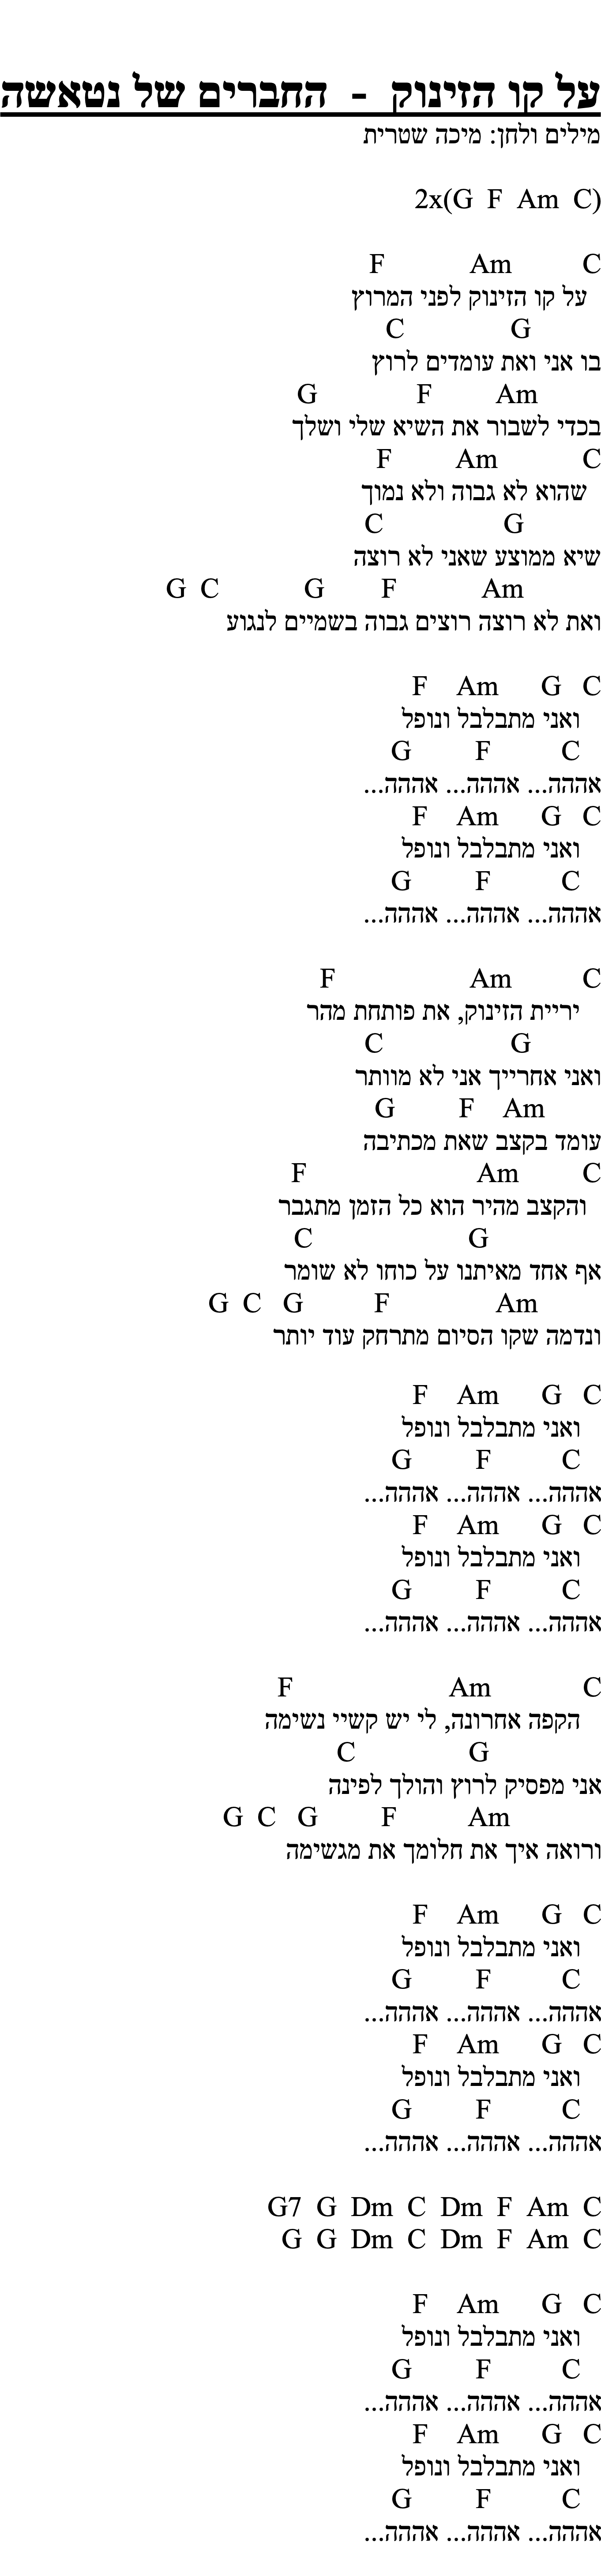 על קו הזינוק  -  החברים של נטאשה
מילים ולחן: מיכה שטרית
2x(G  F  Am  C)
F Am C
על קו הזינוק לפני המרוץ
C G
בו אני ואת עומדים לרוץ
G F Am
בכדי לשבור את השיא שלי ושלך
F Am C
שהוא לא גבוה ולא נמוך
C G
שיא ממוצע שאני לא רוצה
G C G F Am
ואת לא רוצה רוצים גבוה בשמיים לנגוע
F Am G C
ואני מתבלבל ונופל
G F C
אההה... אההה... אההה...
F Am G C
ואני מתבלבל ונופל
G F C
אההה... אההה... אההה...
F Am C
יריית הזינוק, את פותחת מהר
C G
ואני אחרייך אני לא מוותר
G F Am
עומד בקצב שאת מכתיבה
F Am C
והקצב מהיר הוא כל הזמן מתגבר
C G
אף אחד מאיתנו על כוחו לא שומר
G C G F Am
ונדמה שקו הסיום מתרחק עוד יותר
F Am G C
ואני מתבלבל ונופל
G F C
אההה... אההה... אההה...
F Am G C
ואני מתבלבל ונופל
G F C
אההה... אההה... אההה...
F Am C
הקפה אחרונה, לי יש קשיי נשימה
C G
אני מפסיק לרוץ והולך לפינה
G C G F Am
ורואה איך את חלומך את מגשימה
F Am G C
ואני מתבלבל ונופל
G F C
אההה... אההה... אההה...
F Am G C
ואני מתבלבל ונופל
G F C
אההה... אההה... אההה...
G7 G Dm C Dm F Am C
G G Dm C Dm F Am C
F Am G C
ואני מתבלבל ונופל
G F C
אההה... אההה... אההה...
F Am G C
ואני מתבלבל ונופל
G F C
אההה... אההה... אההה...